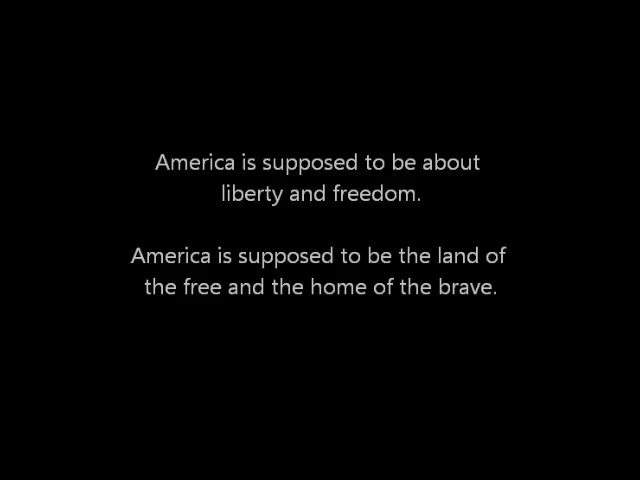 America is supposed to be about
liberty and freedom.
America is supposed to be the land of
the free and the home of the brave.